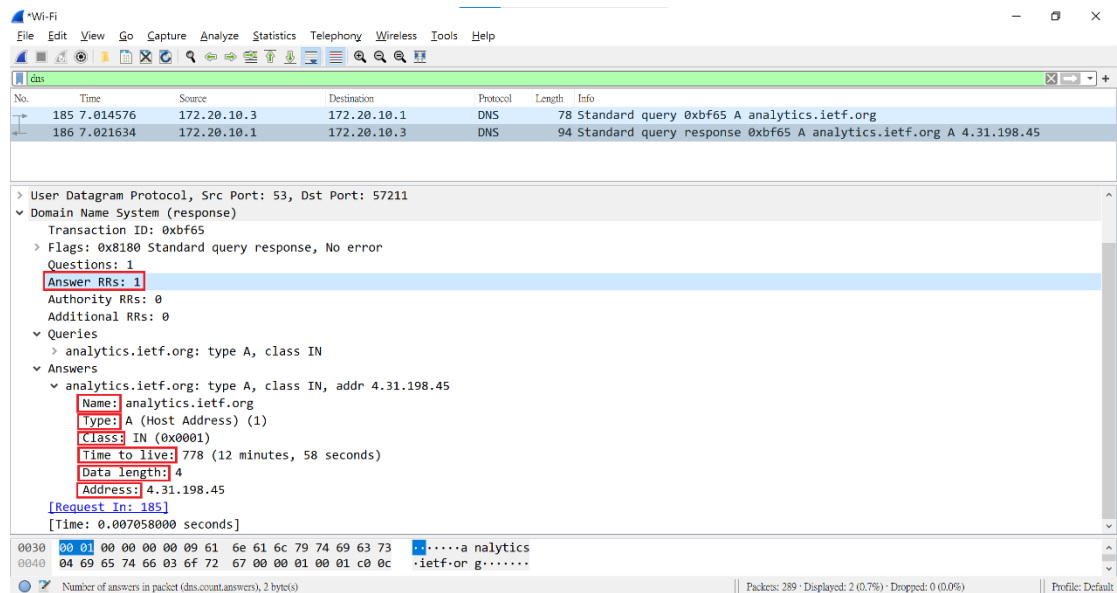 *Wi-Fi
File Edit View Go Capture Analyze Statistics Telephony Wireless Tools Help
dns
No. Time Source Destination Protocol Length Info
185 7.014576 172.20.10.3 172.20.10.1 DNS 78 Standard query 0xbf65 A analytics.ietf.org
186 7.021634 172.20.10.1 172.20.10.3 DNS 94 Standard query response 0xbf65 A analytics.ietf.org A 4.31.198.45
User Datagram Protocol, Src Port: 53, Dst Port: 57211
Domain Name System (response)
Transaction ID: 0xbf65
Flags: 0x8180 Standard query response, No error
Questions: 1
Answer RRs: 1
Authority RRs: 0
Additional RRs: 0
Queries
analytics.ietf.org: type A, class IN
Answers
analytics.ietf.org: type A, class IN, addr 4.31.198.45
Name: analytics.ietf.org
Type: A (Host Address) (1)
Class: IN (0x0001)
Time to live: 778 (12 minutes, 58 seconds)
Data length: 4
Address: 4.31.198.45
[Request In: 185]
[Time: 0.007058000 seconds]
0030 00 01 00 00 00 00 09 61 6e 61 6c 79 74 69 63 73 ·······a nalytics
0040 04 69 65 74 66 03 6f 72 67 00 00 01 00 01 c0 0c ·ietf·or g·······
Number of answers in packet (dns.count.answers), 2 byte(s) Packets: 289 · Displayed: 2 (0.7%) · Dropped: 0 (0.0%) Profile: Default